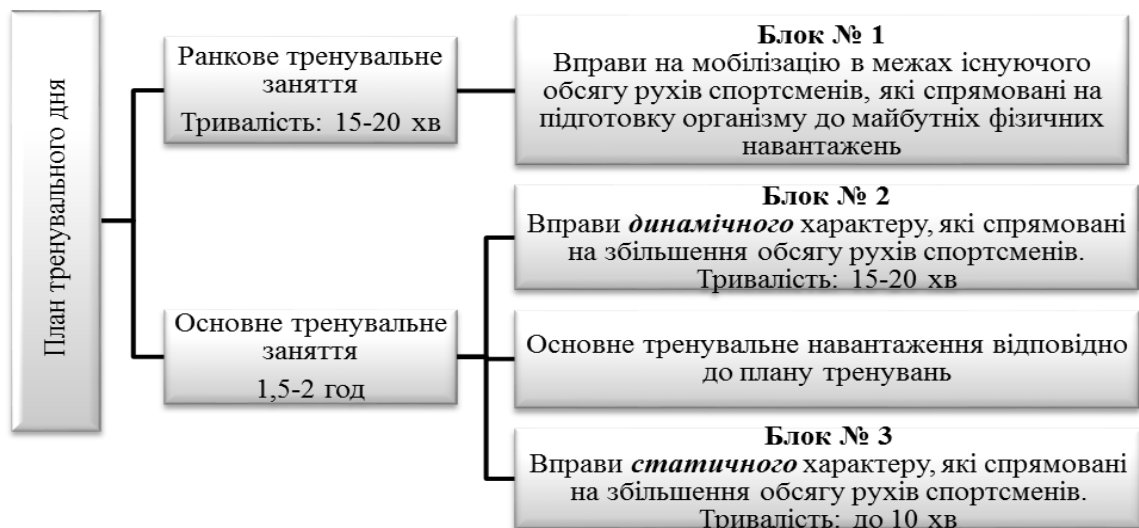 План тренувального дня
Ранкове тренувальне
заняття
Тривалість: 15-20 хв
Блок № 1
Вправи на мобілізацію в межах існуючого
обсягу рухів спортсменів, які спрямовані на
підготовку організму до майбутніх фізичних
навантажень
Основне тренувальне
заняття
1,5-2 год
Блок № 2
Вправи динамічного характеру, які спрямовані
на збільшення обсягу рухів спортсменів.
Тривалість: 15-20 хв
Основне тренувальне навантаження відповідно
до плану тренувань
Блок № 3
Вправи статичного характеру, які спрямовані
на збільшення обсягу рухів спортсменів.
Тривалість: до 10 хв